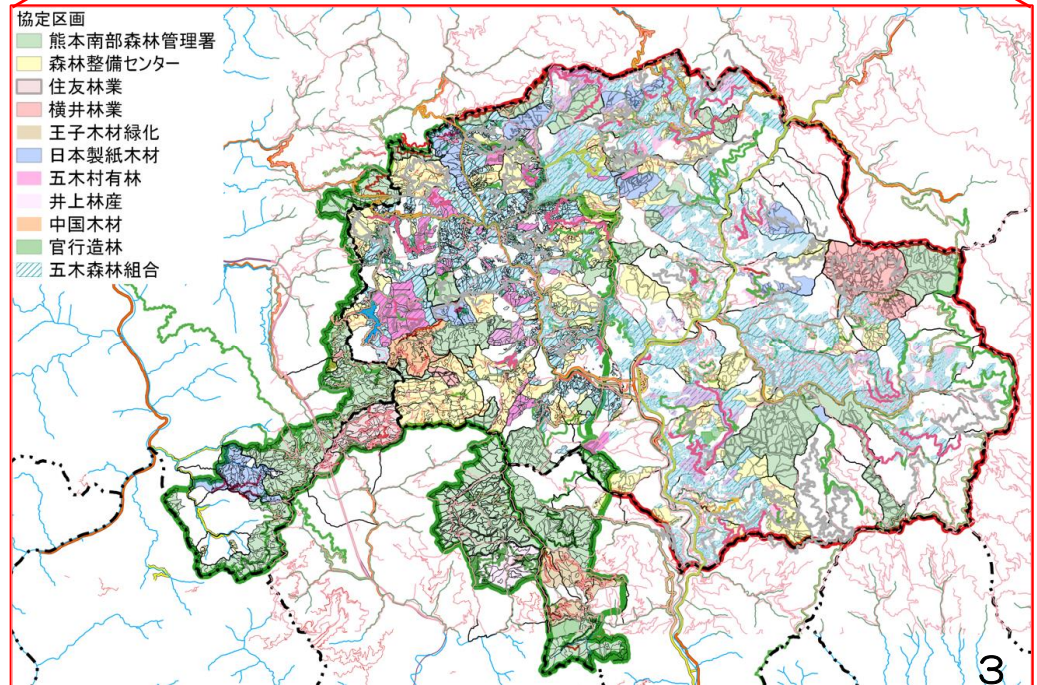 協定区画
熊本南部森林管理署
森林整備センター
住友林業
横井林業
王子木材緑化
日本製紙木材
五木村有林
井上林産
中国木材
官行造林
五木森林組合
3